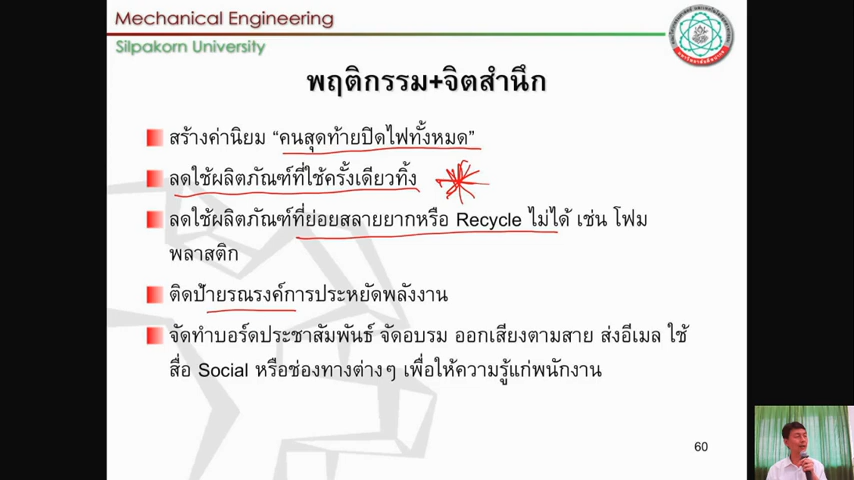 Mechanical Engineering
Silpakorn University
พฤติกรรม+จิตสำนึก
สร้างค่านิยม “คนสุดท้ายปิดไฟทั้งหมด”
ลดใช้ผลิตภัณฑ์ที่ใช้ครั้งเดียวทิ้ง
ลดใช้ผลิตภัณฑ์ที่ย่อยสลายยากหรือ Recycle ไม่ได้ เช่น โฟม
พลาสติก
ติดป้ายรณรงค์การประหยัดพลังงาน
จัดทำบอร์ดประชาสัมพันธ์ จัดอบรม ออกเสียงตามสาย ส่งอีเมล ใช้
สื่อ Social หรือช่องทางต่างๆ เพื่อให้ความรู้แก่พนักงาน
60